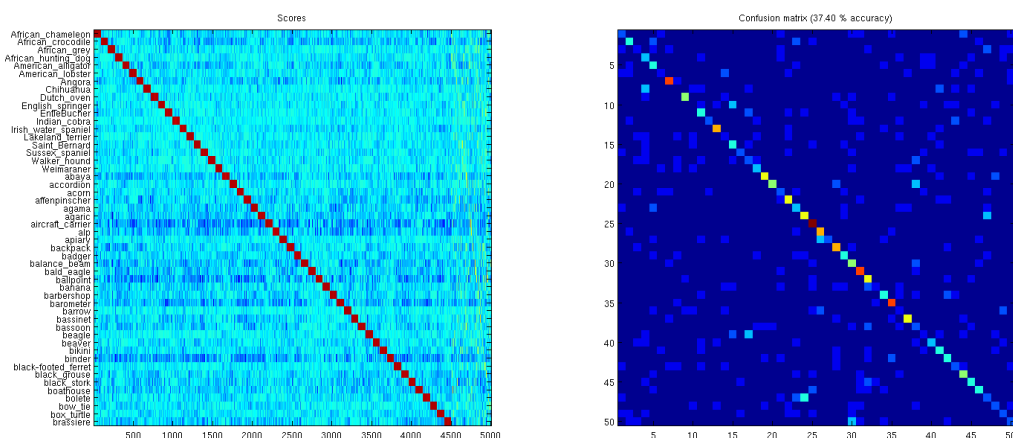 Scores
African_chameleon
African_crocodile
African_grey
African_hunting_dog
American_alligator
American_lobster
Angora
Chihuahua
Dutch_oven
English_springer
EntleBucher
Indian_cobra
Irish_water_spaniel
Lakeland_terrier
Saint_Bernard
Sussex_spaniel
Walker_hound
Weimaraner
abaya
accordion
acorn
affenpinscher
agama
agaric
aircraft_carrier
alp
apiary
backpack
badger
balance_beam
bald_eagle
ballpoint
banana
barbershop
barometer
barrow
bassinet
bassoon
beagle
beaver
bikini
binder
black-footed_ferret
black_grouse
black_stork
boathouse
bolete
bow_tie
box_turtle
brassiere
500 1000 1500 2000 2500 3000 3500 4000 4500 5000
Confusion matrix (37.40 % accuracy)
5
10
15
20
25
30
35
40
45
50
5 10 15 20 25 30 35 40 45 50